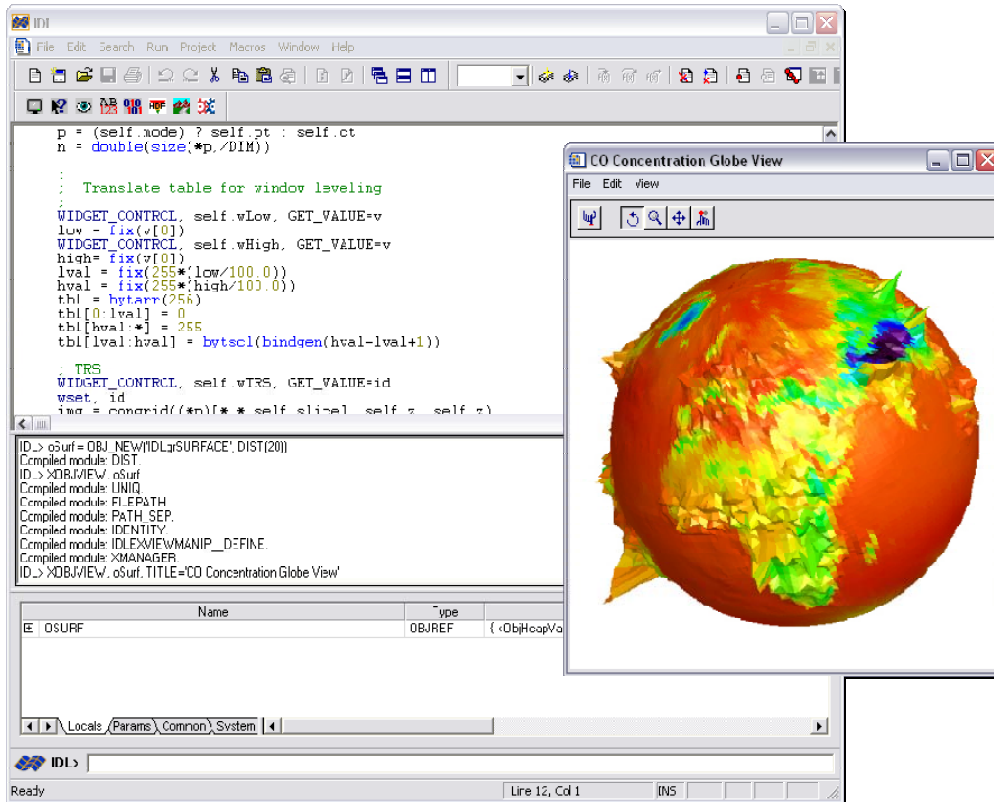 IDL
File Edit Search Run Project Macros Window Help
p = (self.mode) ? self.pt : self.ct
n = double(size(*p,/DIM))
;
; Translate table for window leveling
;
WIDGET_CONTROL, self.wLow, GET_VALUE=v
low = fix(v[0])
WIDGET_CONTROL, self.wHigh, GET_VALUE=v
high= fix(v[0])
lval = fix(255*(low/100.0))
hval = fix(255*(high/100.0))
tbl = bytarr(256)
tbl[0:lval] = 0
tbl[hval:*] = 255
tbl[lval:hval] = bytscl(bindgen(hval-lval+1))
; TRS
WIDGET_CONTROL, self.wTRS, GET_VALUE=id
wset, id
img = congrid((*p)[*,*,self.slice], self.z, self.z)
IDL> oSurf = OBJ_NEW('IDLgrSURFACE', DIST(20))
Compiled module: DIST.
IDL> XOBJVIEW, oSurf
Compiled module: UNIQ.
Compiled module: FILEPATH.
Compiled module: PATH_SEP.
Compiled module: IDENTITY.
Compiled module: IDLEXVIEWMANIP__DEFINE.
Compiled module: XMANAGER.
IDL> XOBJVIEW, oSurf, TITLE='CO Concentration Globe View'
Name Type
OSURF OBJREF { <ObjHeapVa
Locals Params Common System
IDL>
Ready Line 12, Col 1 INS
CO Concentration Globe View
File Edit View